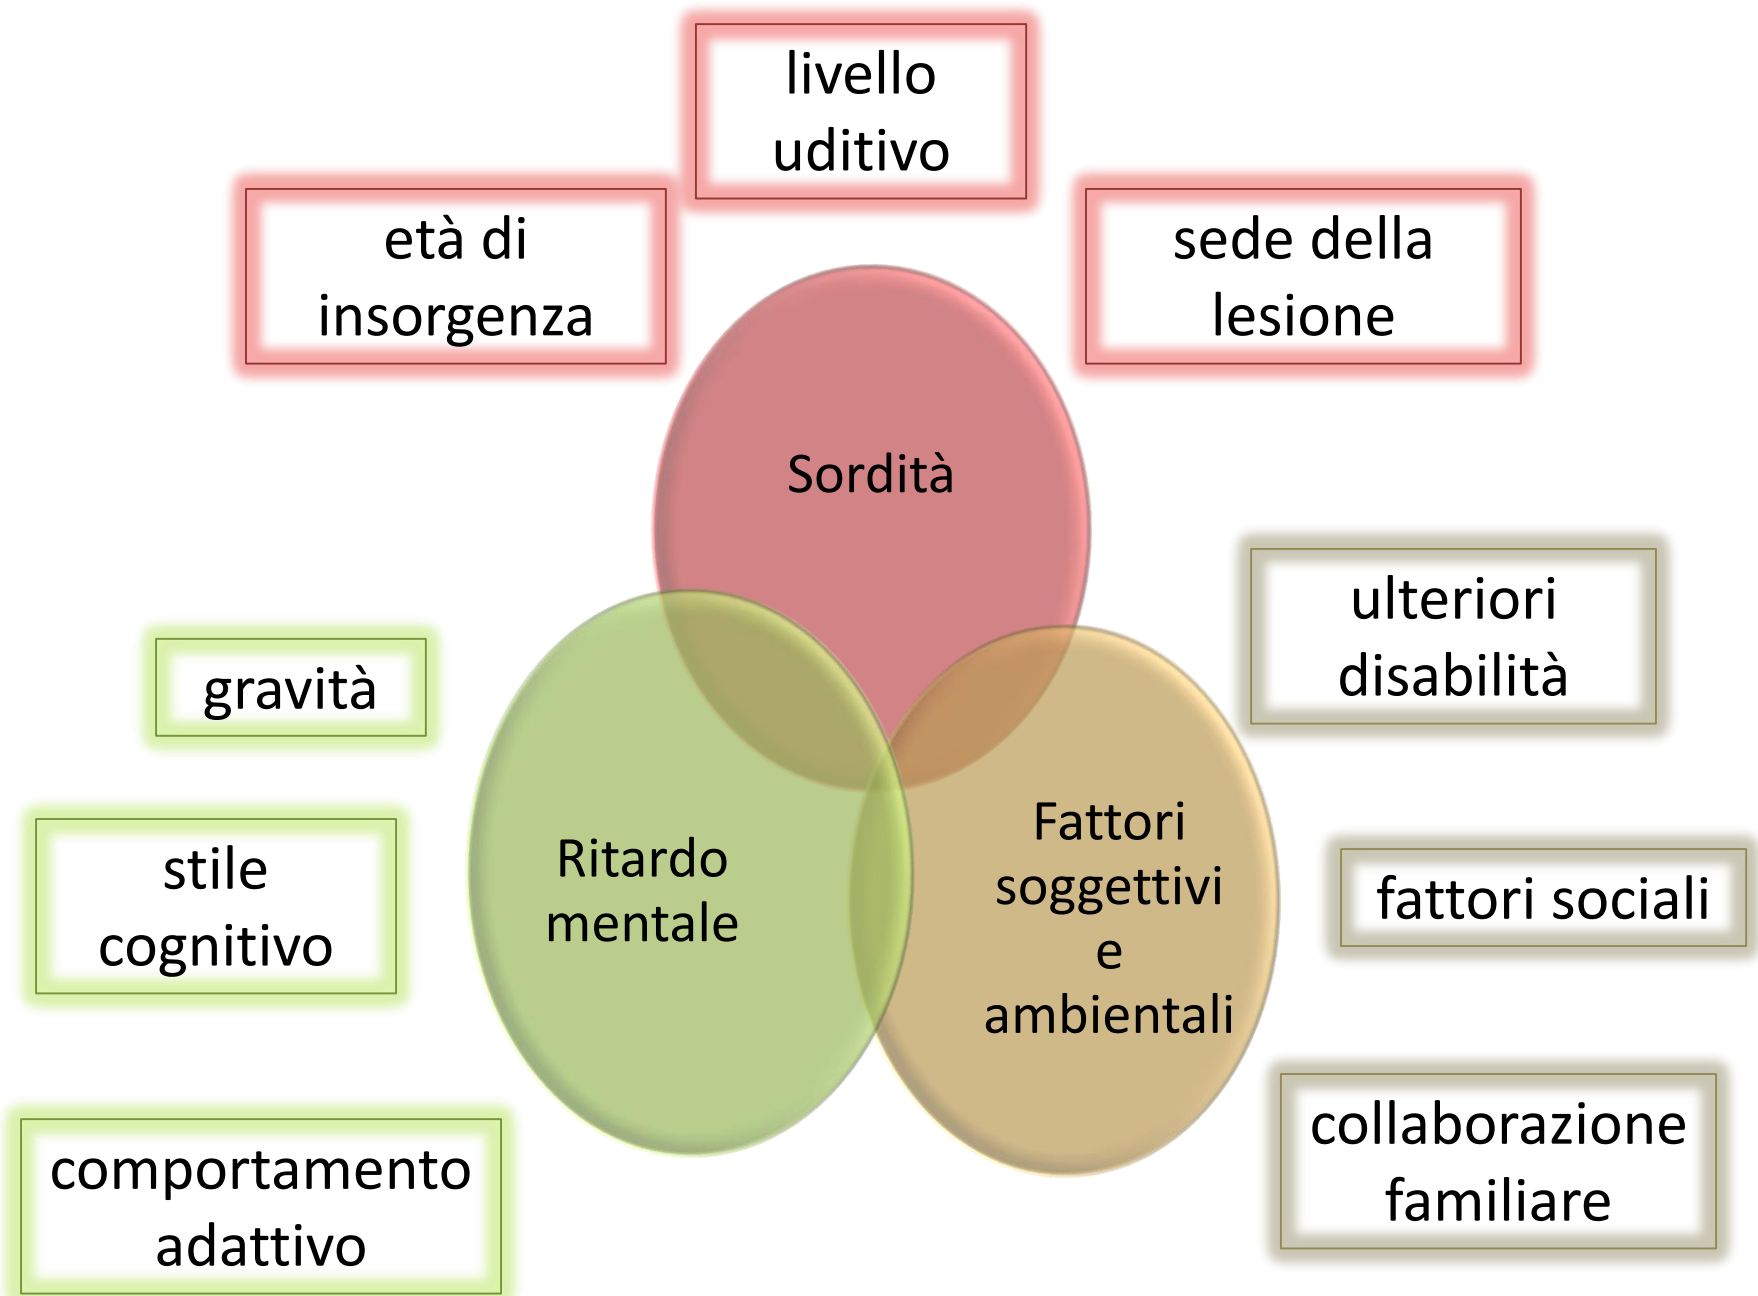 livello
uditivo
età di
insorgenza
sede della
lesione
Sordità
ulteriori
disabilità
gravità
Fattori
soggettivi
e
ambientali
Ritardo
mentale
stile
cognitivo
fattori sociali
collaborazione
familiare
comportamento
adattivo